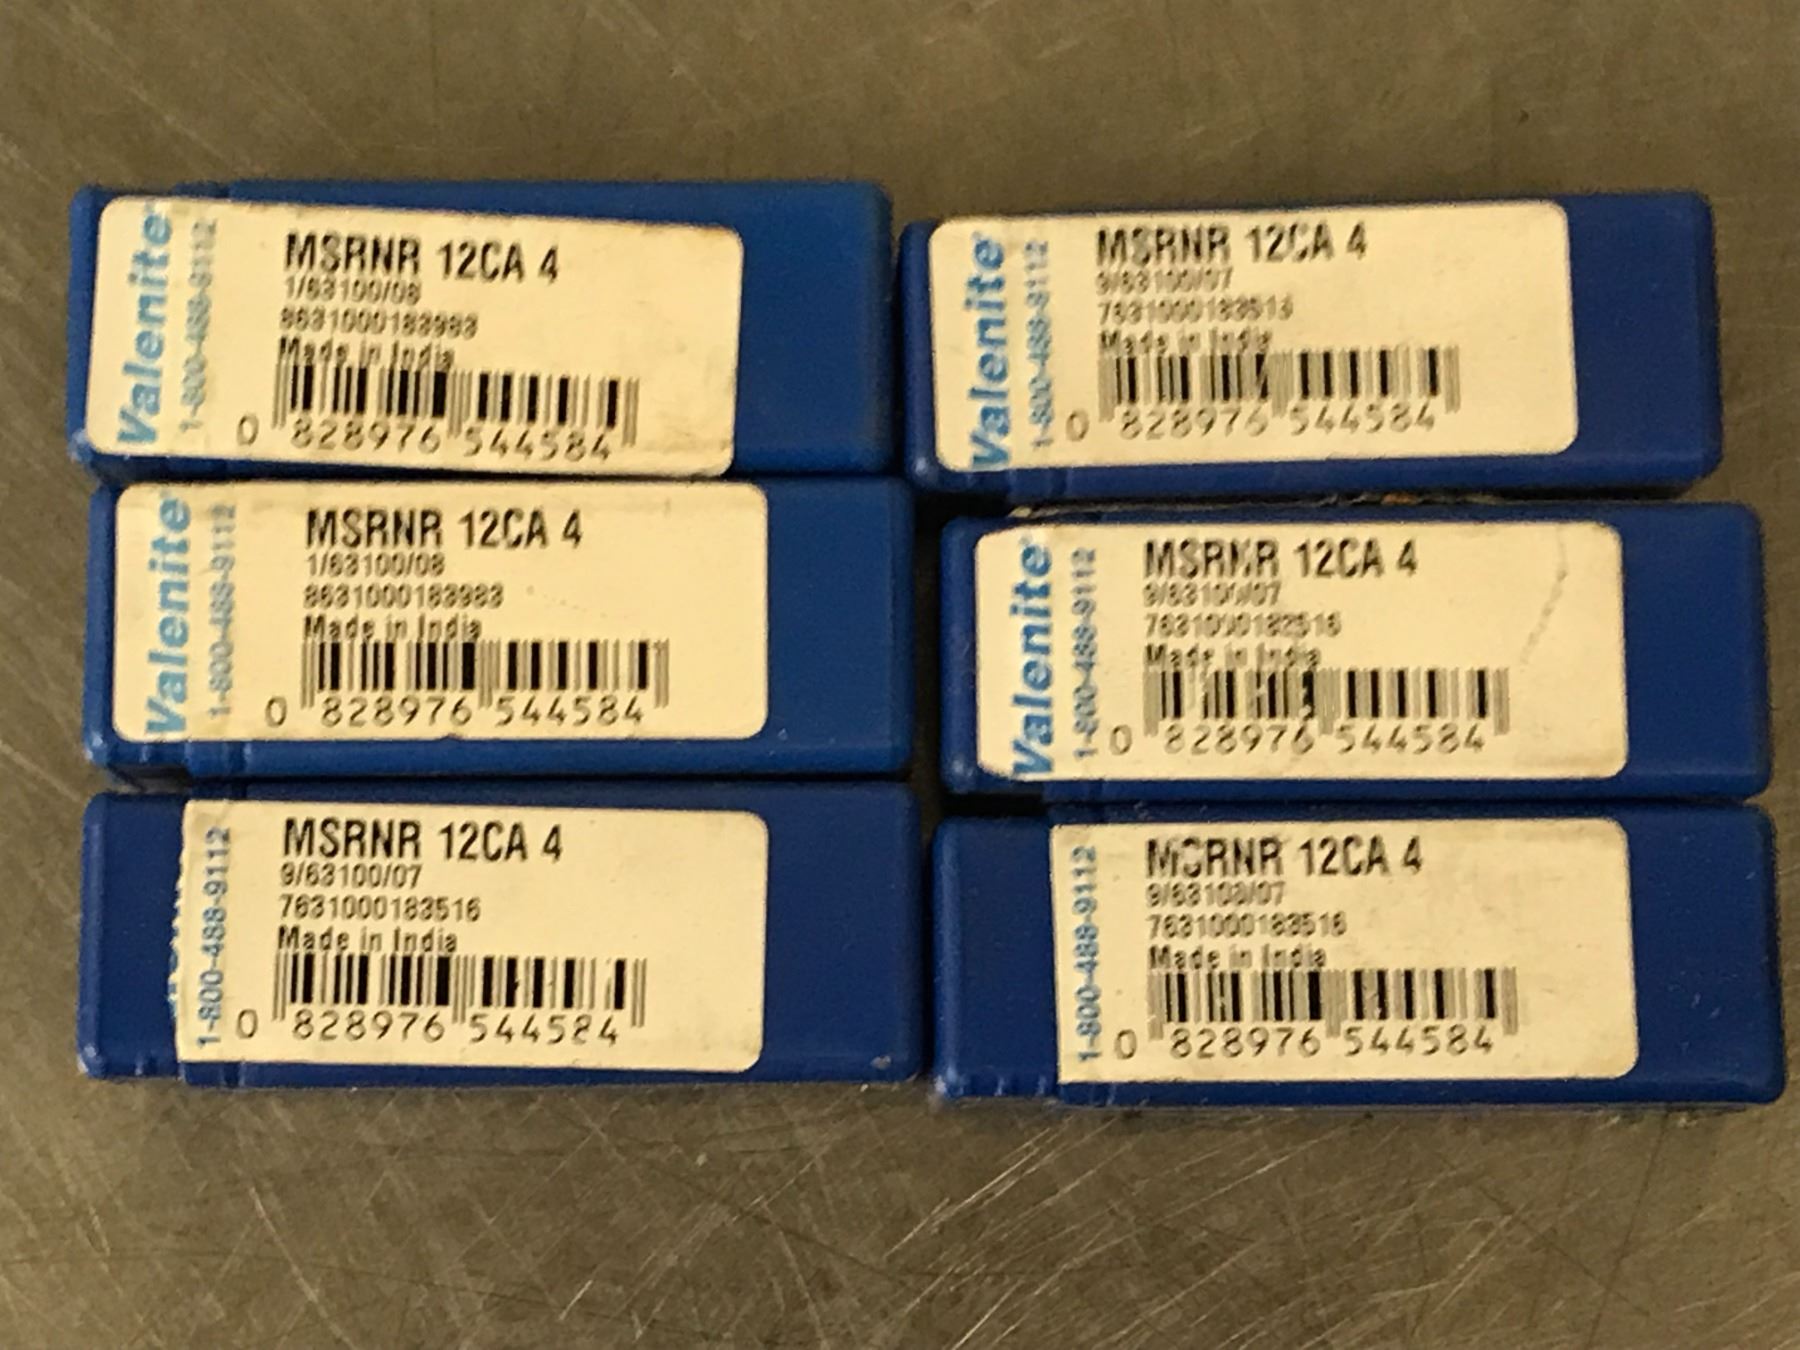 Valenite
1-800-488-9112
MSRNR 12CA 4
1/63100/08
8631000183983
Made in India
0 828976 544584
Valenite
1-800-488-9112
MSRNR 12CA 4
9/63100/07
Made in India
0 828976 544584
Valenite
1-800-488-9112
MSRNR 12CA 4
1/63100/08
8631000183983
Made in India
0 828976 544584
Valenite
1-800-488-9112
MSRNR 12CA 4
9/63100/07
Made in India
0 828976 544584
1-800-488-9112
MSRNR 12CA 4
9/63100/07
7631000183516
Made in India
0 828976 544584
1-800-488-9112
MSRNR 12CA 4
9/63100/07
7631000183516
Made in India
0 828976 544584